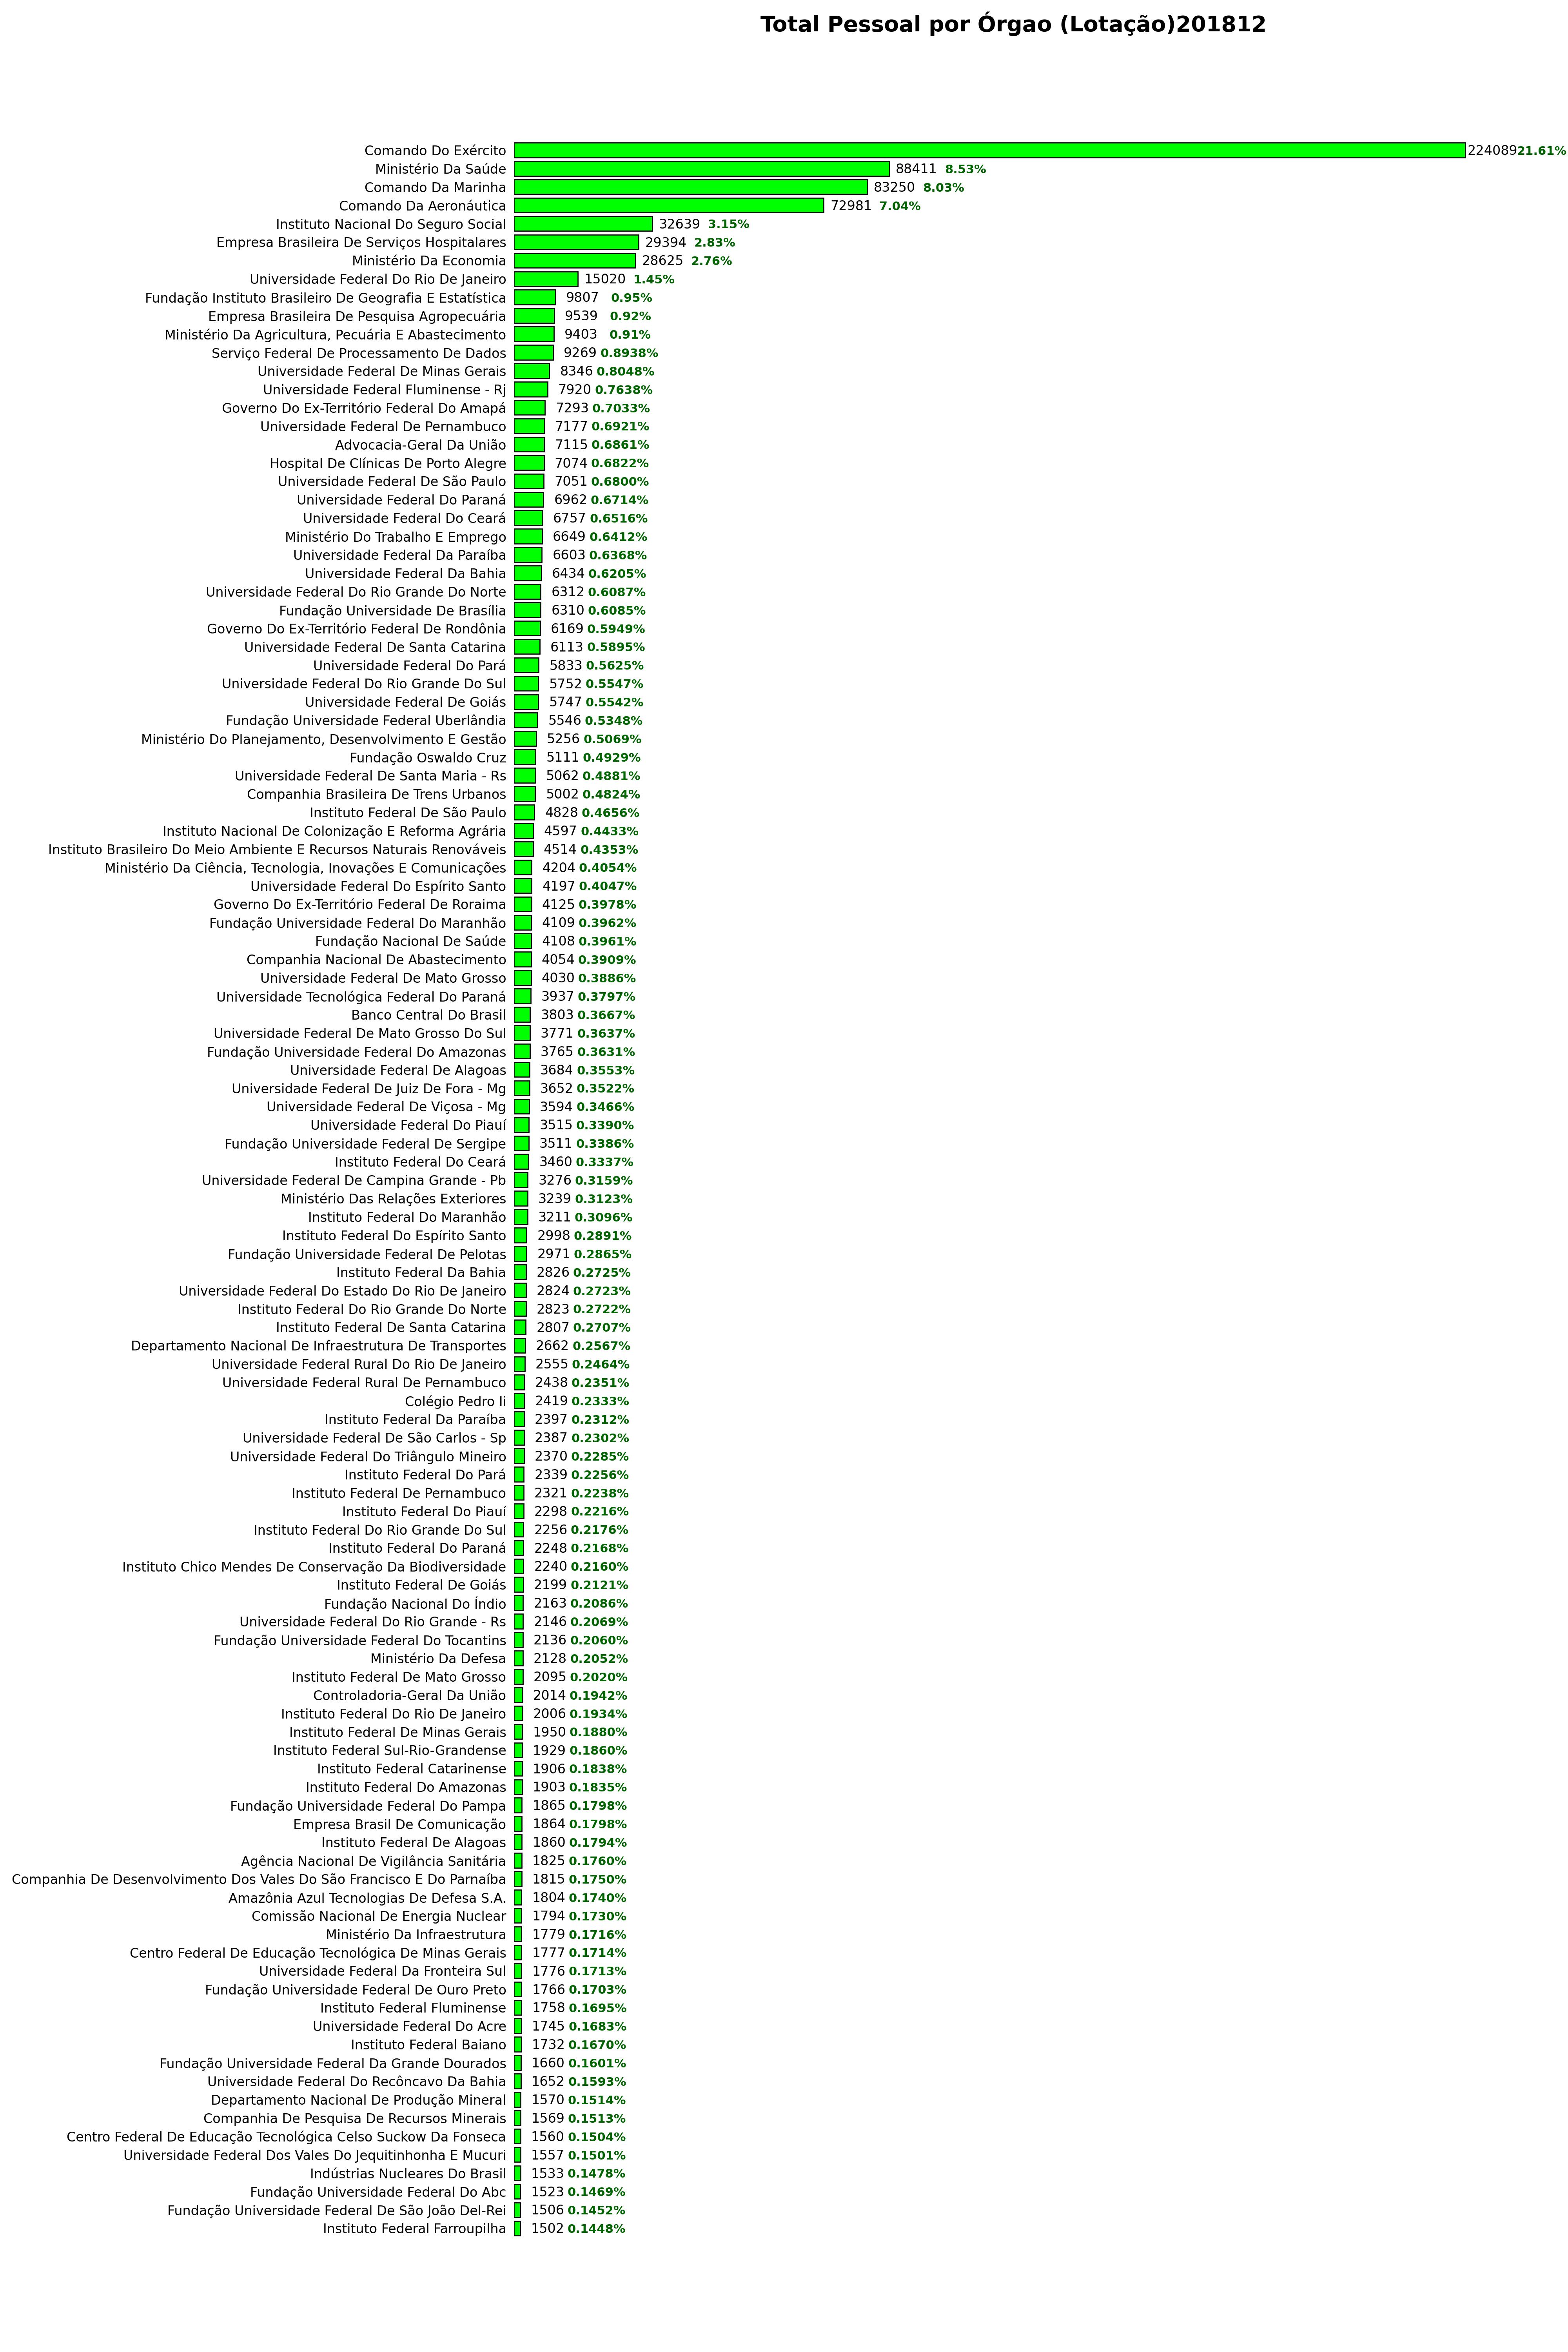 Total Pessoal por Órgao (Lotação)201812
Comando Do Exército 224089 21.61%
Ministério Da Saúde 88411 8.53%
Comando Da Marinha 83250 8.03%
Comando Da Aeronáutica 72981 7.04%
Instituto Nacional Do Seguro Social 32639 3.15%
Empresa Brasileira De Serviços Hospitalares 29394 2.83%
Ministério Da Economia 28625 2.76%
Universidade Federal Do Rio De Janeiro 15020 1.45%
Fundação Instituto Brasileiro De Geografia E Estatística 9807 0.95%
Empresa Brasileira De Pesquisa Agropecuária 9539 0.92%
Ministério Da Agricultura, Pecuária E Abastecimento 9403 0.91%
Serviço Federal De Processamento De Dados 9269 0.8938%
Universidade Federal De Minas Gerais 8346 0.8048%
Universidade Federal Fluminense - Rj 7920 0.7638%
Governo Do Ex-Território Federal Do Amapá 7293 0.7033%
Universidade Federal De Pernambuco 7177 0.6921%
Advocacia-Geral Da União 7115 0.6861%
Hospital De Clínicas De Porto Alegre 7074 0.6822%
Universidade Federal De São Paulo 7051 0.6800%
Universidade Federal Do Paraná 6962 0.6714%
Universidade Federal Do Ceará 6757 0.6516%
Ministério Do Trabalho E Emprego 6649 0.6412%
Universidade Federal Da Paraíba 6603 0.6368%
Universidade Federal Da Bahia 6434 0.6205%
Universidade Federal Do Rio Grande Do Norte 6312 0.6087%
Fundação Universidade De Brasília 6310 0.6085%
Governo Do Ex-Território Federal De Rondônia 6169 0.5949%
Universidade Federal De Santa Catarina 6113 0.5895%
Universidade Federal Do Pará 5833 0.5625%
Universidade Federal Do Rio Grande Do Sul 5752 0.5547%
Universidade Federal De Goiás 5747 0.5542%
Fundação Universidade Federal Uberlândia 5546 0.5348%
Ministério Do Planejamento, Desenvolvimento E Gestão 5256 0.5069%
Fundação Oswaldo Cruz 5111 0.4929%
Universidade Federal De Santa Maria - Rs 5062 0.4881%
Companhia Brasileira De Trens Urbanos 5002 0.4824%
Instituto Federal De São Paulo 4828 0.4656%
Instituto Nacional De Colonização E Reforma Agrária 4597 0.4433%
Instituto Brasileiro Do Meio Ambiente E Recursos Naturais Renováveis 4514 0.4353%
Ministério Da Ciência, Tecnologia, Inovações E Comunicações 4204 0.4054%
Universidade Federal Do Espírito Santo 4197 0.4047%
Governo Do Ex-Território Federal De Roraima 4125 0.3978%
Fundação Universidade Federal Do Maranhão 4109 0.3962%
Fundação Nacional De Saúde 4108 0.3961%
Companhia Nacional De Abastecimento 4054 0.3909%
Universidade Federal De Mato Grosso 4030 0.3886%
Universidade Tecnológica Federal Do Paraná 3937 0.3797%
Banco Central Do Brasil 3803 0.3667%
Universidade Federal De Mato Grosso Do Sul 3771 0.3637%
Fundação Universidade Federal Do Amazonas 3765 0.3631%
Universidade Federal De Alagoas 3684 0.3553%
Universidade Federal De Juiz De Fora - Mg 3652 0.3522%
Universidade Federal De Viçosa - Mg 3594 0.3466%
Universidade Federal Do Piauí 3515 0.3390%
Fundação Universidade Federal De Sergipe 3511 0.3386%
Instituto Federal Do Ceará 3460 0.3337%
Universidade Federal De Campina Grande - Pb 3276 0.3159%
Ministério Das Relações Exteriores 3239 0.3123%
Instituto Federal Do Maranhão 3211 0.3096%
Instituto Federal Do Espírito Santo 2998 0.2891%
Fundação Universidade Federal De Pelotas 2971 0.2865%
Instituto Federal Da Bahia 2826 0.2725%
Universidade Federal Do Estado Do Rio De Janeiro 2824 0.2723%
Instituto Federal Do Rio Grande Do Norte 2823 0.2722%
Instituto Federal De Santa Catarina 2807 0.2707%
Departamento Nacional De Infraestrutura De Transportes 2662 0.2567%
Universidade Federal Rural Do Rio De Janeiro 2555 0.2464%
Universidade Federal Rural De Pernambuco 2438 0.2351%
Colégio Pedro Ii 2419 0.2333%
Instituto Federal Da Paraíba 2397 0.2312%
Universidade Federal De São Carlos - Sp 2387 0.2302%
Universidade Federal Do Triângulo Mineiro 2370 0.2285%
Instituto Federal Do Pará 2339 0.2256%
Instituto Federal De Pernambuco 2321 0.2238%
Instituto Federal Do Piauí 2298 0.2216%
Instituto Federal Do Rio Grande Do Sul 2256 0.2176%
Instituto Federal Do Paraná 2248 0.2168%
Instituto Chico Mendes De Conservação Da Biodiversidade 2240 0.2160%
Instituto Federal De Goiás 2199 0.2121%
Fundação Nacional Do Índio 2163 0.2086%
Universidade Federal Do Rio Grande - Rs 2146 0.2069%
Fundação Universidade Federal Do Tocantins 2136 0.2060%
Ministério Da Defesa 2128 0.2052%
Instituto Federal De Mato Grosso 2095 0.2020%
Controladoria-Geral Da União 2014 0.1942%
Instituto Federal Do Rio De Janeiro 2006 0.1934%
Instituto Federal De Minas Gerais 1950 0.1880%
Instituto Federal Sul-Rio-Grandense 1929 0.1860%
Instituto Federal Catarinense 1906 0.1838%
Instituto Federal Do Amazonas 1903 0.1835%
Fundação Universidade Federal Do Pampa 1865 0.1798%
Empresa Brasil De Comunicação 1864 0.1798%
Instituto Federal De Alagoas 1860 0.1794%
Agência Nacional De Vigilância Sanitária 1825 0.1760%
Companhia De Desenvolvimento Dos Vales Do São Francisco E Do Parnaíba 1815 0.1750%
Amazônia Azul Tecnologias De Defesa S.A. 1804 0.1740%
Comissão Nacional De Energia Nuclear 1794 0.1730%
Ministério Da Infraestrutura 1779 0.1716%
Centro Federal De Educação Tecnológica De Minas Gerais 1777 0.1714%
Universidade Federal Da Fronteira Sul 1776 0.1713%
Fundação Universidade Federal De Ouro Preto 1766 0.1703%
Instituto Federal Fluminense 1758 0.1695%
Universidade Federal Do Acre 1745 0.1683%
Instituto Federal Baiano 1732 0.1670%
Fundação Universidade Federal Da Grande Dourados 1660 0.1601%
Universidade Federal Do Recôncavo Da Bahia 1652 0.1593%
Departamento Nacional De Produção Mineral 1570 0.1514%
Companhia De Pesquisa De Recursos Minerais 1569 0.1513%
Centro Federal De Educação Tecnológica Celso Suckow Da Fonseca 1560 0.1504%
Universidade Federal Dos Vales Do Jequitinhonha E Mucuri 1557 0.1501%
Indústrias Nucleares Do Brasil 1533 0.1478%
Fundação Universidade Federal Do Abc 1523 0.1469%
Fundação Universidade Federal De São João Del-Rei 1506 0.1452%
Instituto Federal Farroupilha 1502 0.1448%